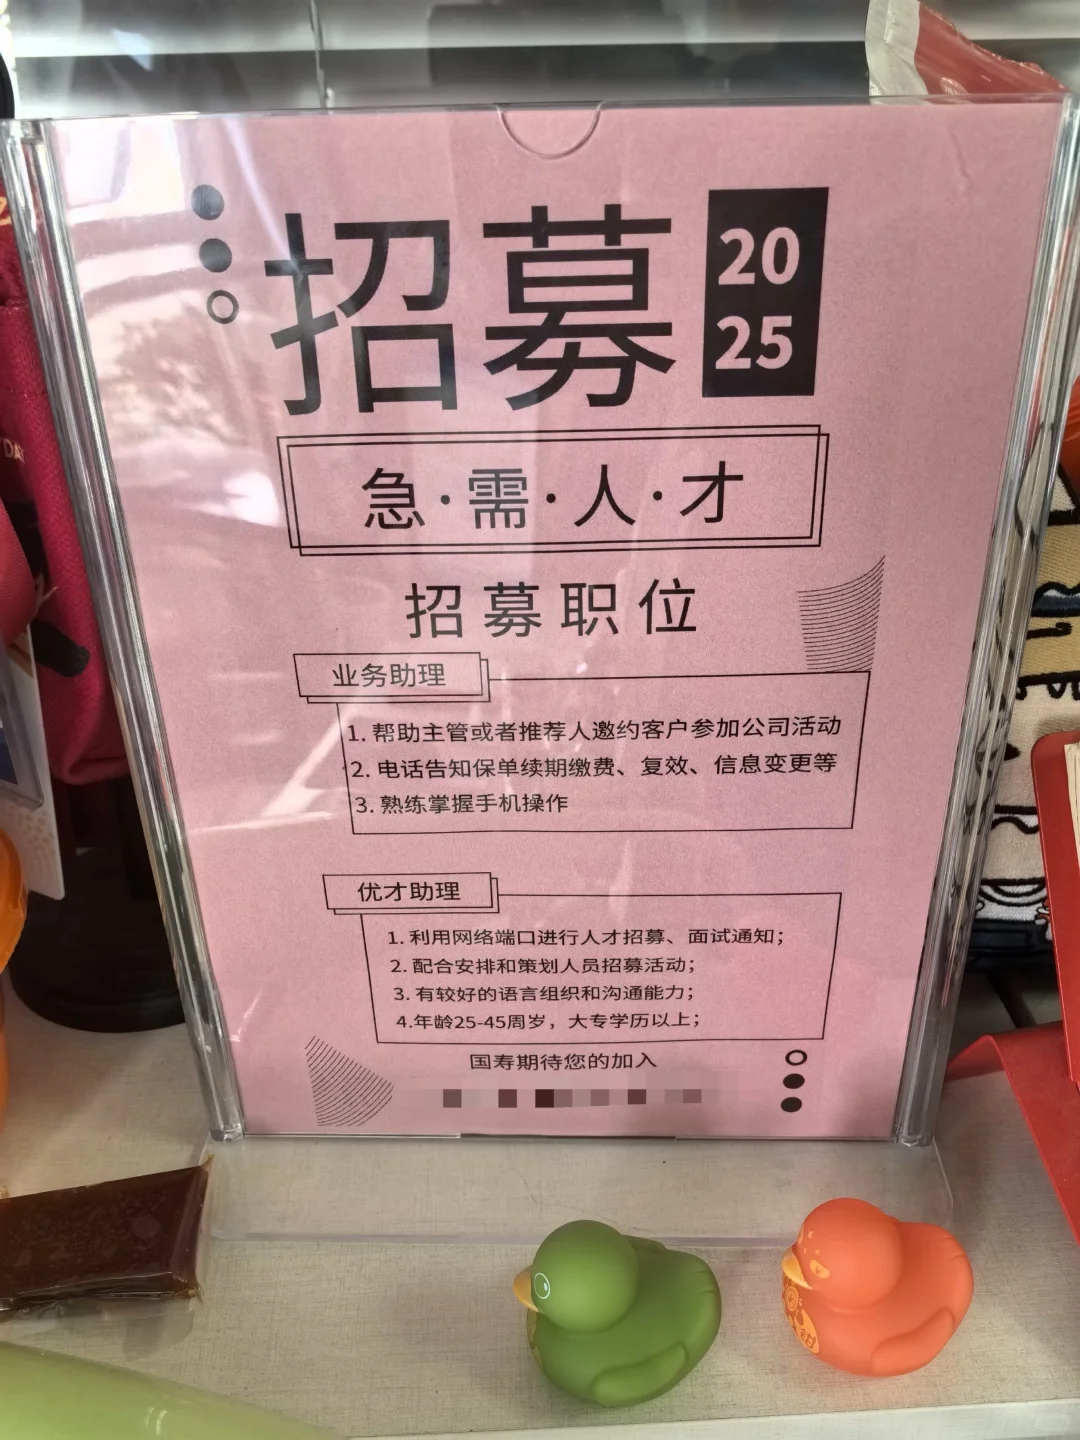 招募
20
25
急·需·人·才
招募职位
业务助理
1. 帮助主管或者推荐人邀约客户参加公司活动
2. 电话告知保单续期缴费、复效、信息变更等
3. 熟练掌握手机操作
优才助理
1. 利用网络端口进行人才招募、面试通知；
2. 配合安排和策划人员招募活动；
3. 有较好的语言组织和沟通能力；
4.年龄25-45周岁，大专学历以上；
国寿期待您的加入